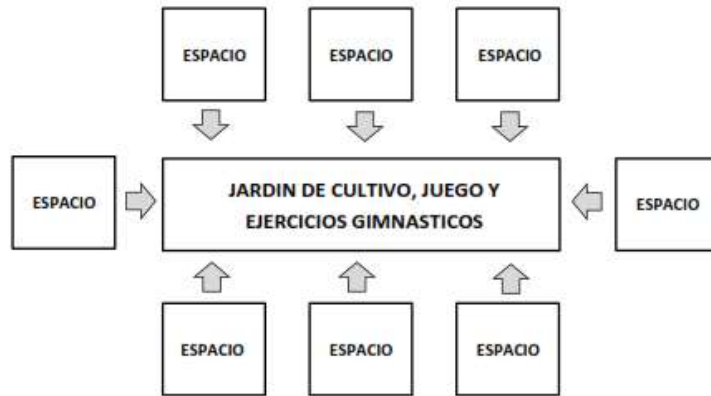 ESPACIO
ESPACIO
ESPACIO
ESPACIO
JARDIN DE CULTIVO, JUEGO Y
EJERCICIOS GIMNASTICOS
ESPACIO
ESPACIO
ESPACIO
ESPACIO